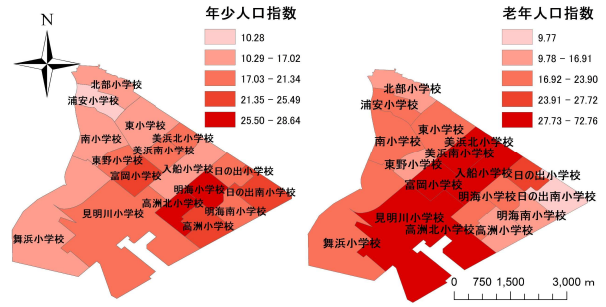 年少人口指数
N
10.28
10.29 − 17.02
17.03 − 21.34
21.35 − 25.49
25.50 − 28.64
北部小学校
浦安小学校
東小学校
南小学校
美浜北小学校
美浜南小学校
東野小学校
入船小学校
日の出小学校
富岡小学校
明海小学校
日の出南小学校
高洲北小学校
見明川小学校
明海南小学校
高洲小学校
舞浜小学校
老年人口指数
9.77
9.78 − 16.91
16.92 − 23.90
23.91 − 27.72
27.73 − 72.76
北部小学校
浦安小学校
東小学校
南小学校
美浜北小学校
美浜南小学校
東野小学校
入船小学校
日の出小学校
富岡小学校
明海小学校
日の出南小学校
見明川小学校
明海南小学校
高洲北小学校
高洲小学校
舞浜小学校
0 750 1,500 3,000 m